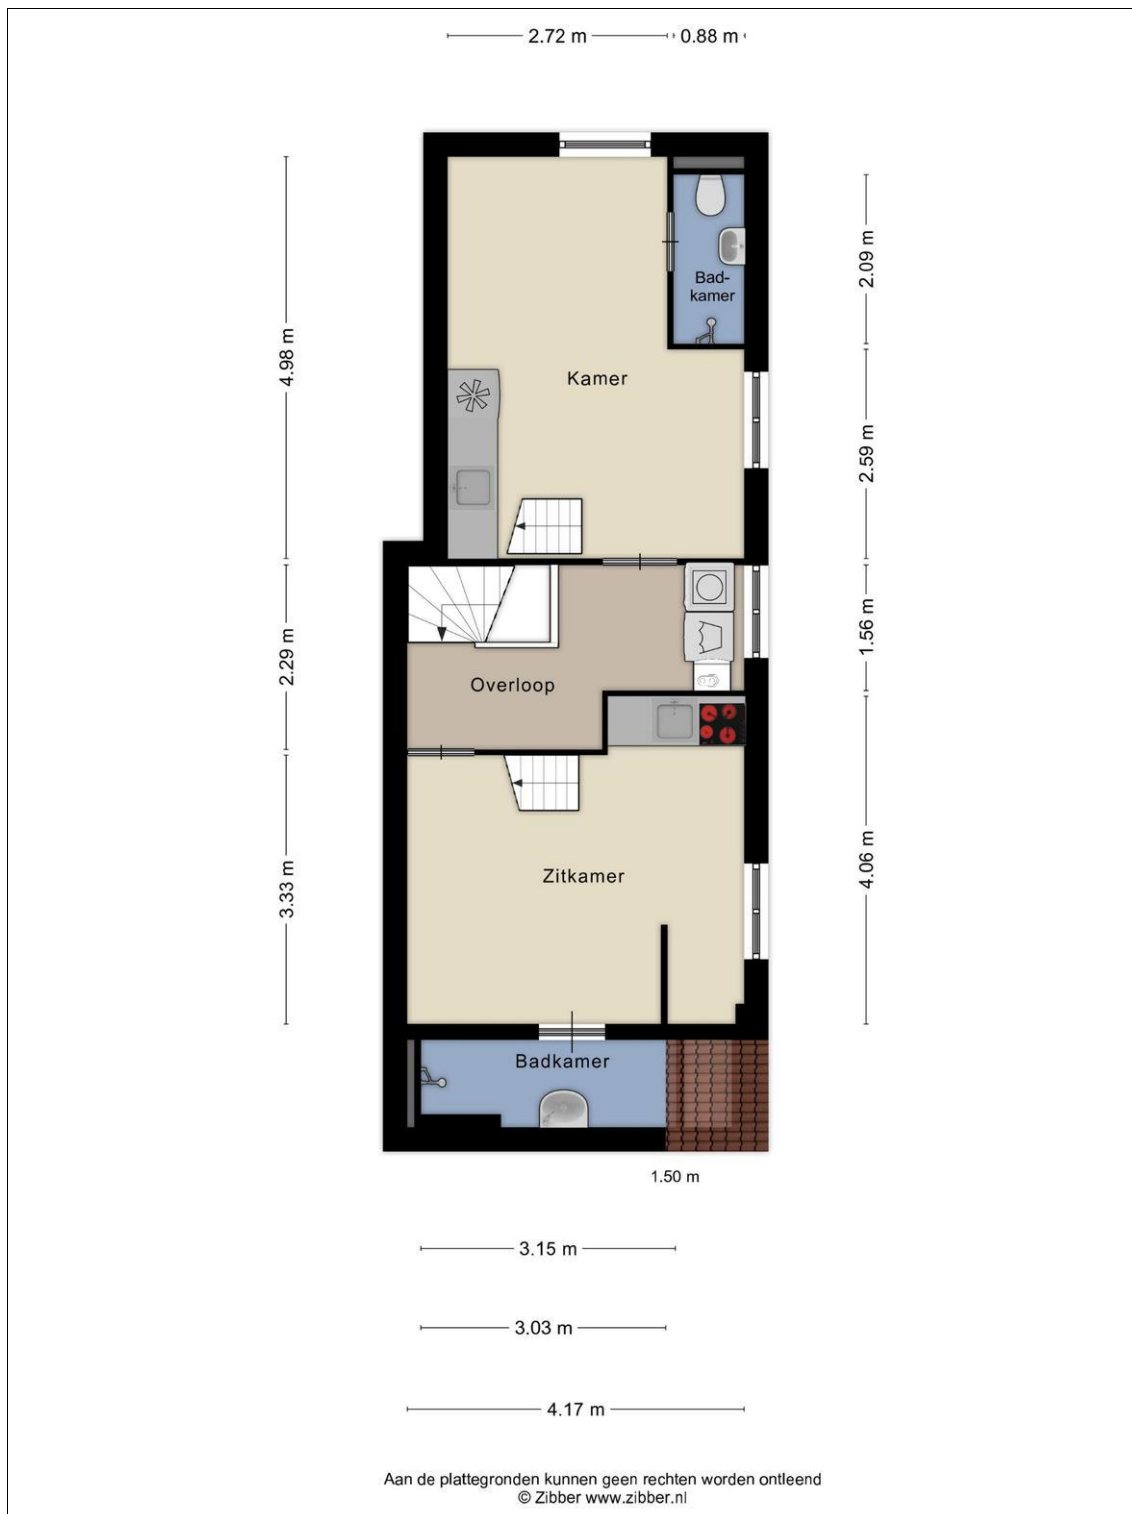 2.72 m 0.88 m
Bad-
kamer
2.09 m
4.98 m
Kamer
2.59 m
1.56 m
2.29 m
Overloop
Zitkamer
4.06 m
3.33 m
Badkamer
1.50 m
3.15 m
3.03 m
4.17 m
Aan de plattegronden kunnen geen rechten worden ontleend
© Zibber www.zibber.nl